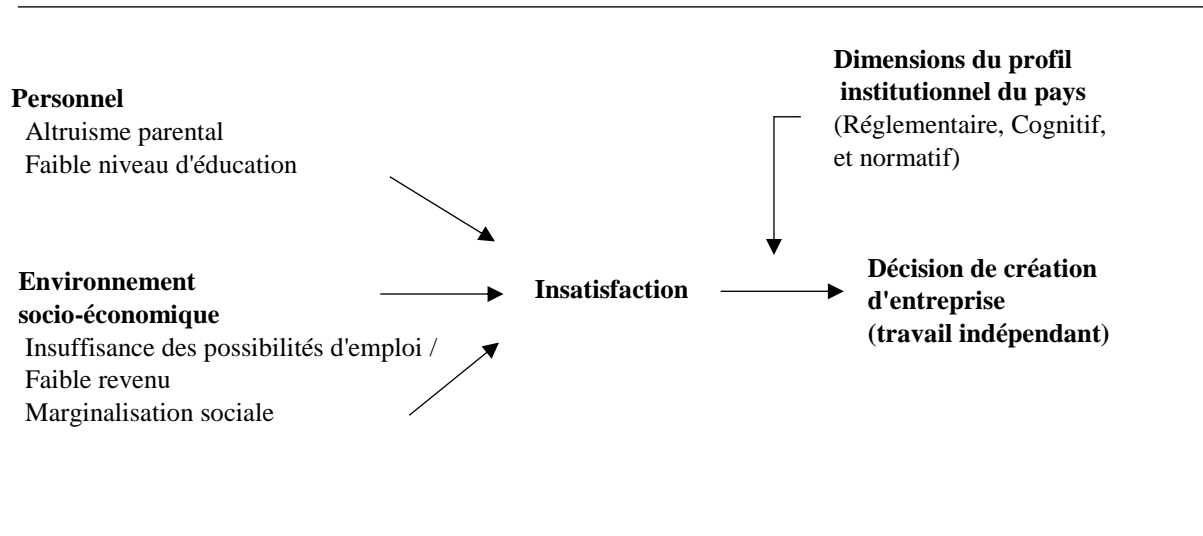 Personnel
Altruisme parental
Faible niveau d'éducation
Environnement
socio-économique
Insuffisance des possibilités d'emploi /
Faible revenu
Marginalisation sociale
Insatisfaction
Dimensions du profil
institutionnel du pays
(Réglementaire, Cognitif,
et normatif)
Décision de création
d'entreprise
(travail indépendant)